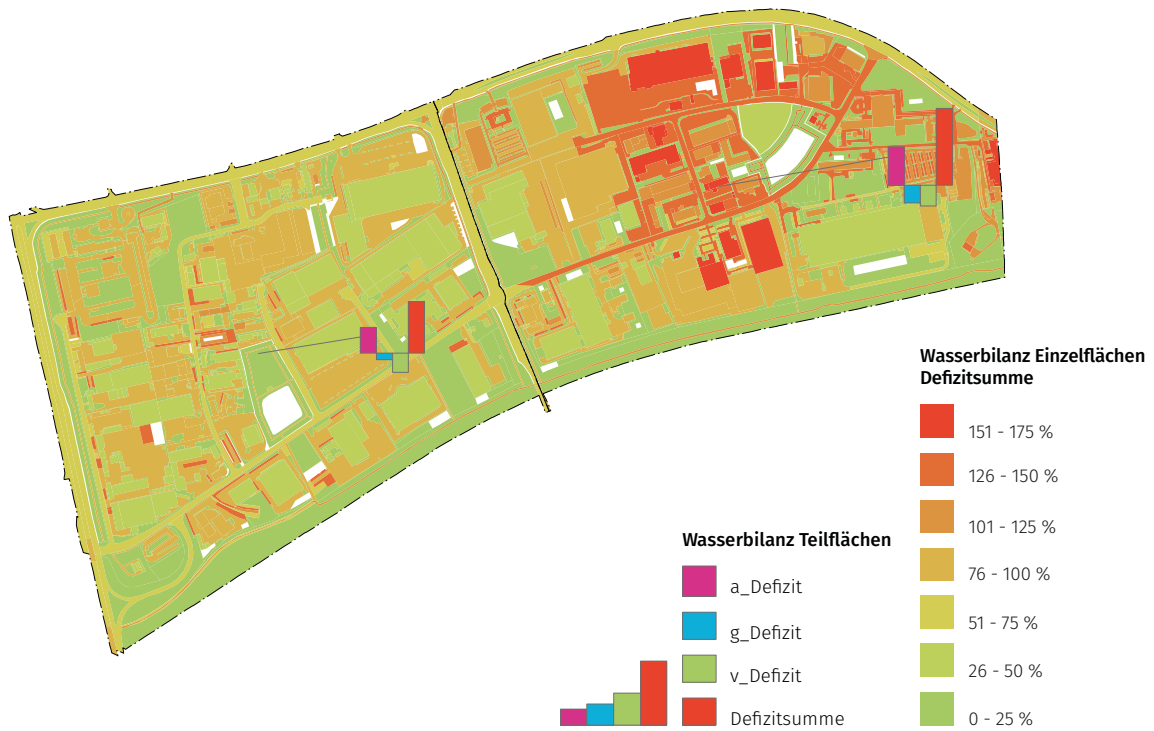 Wasserbilanz Einzelflächen
Defizitsumme
151 - 175 %
126 - 150 %
101 - 125 %
76 - 100 %
51 - 75 %
26 - 50 %
0 - 25 %
Wasserbilanz Teilflächen
a_Defizit
g_Defizit
v_Defizit
Defizitsumme